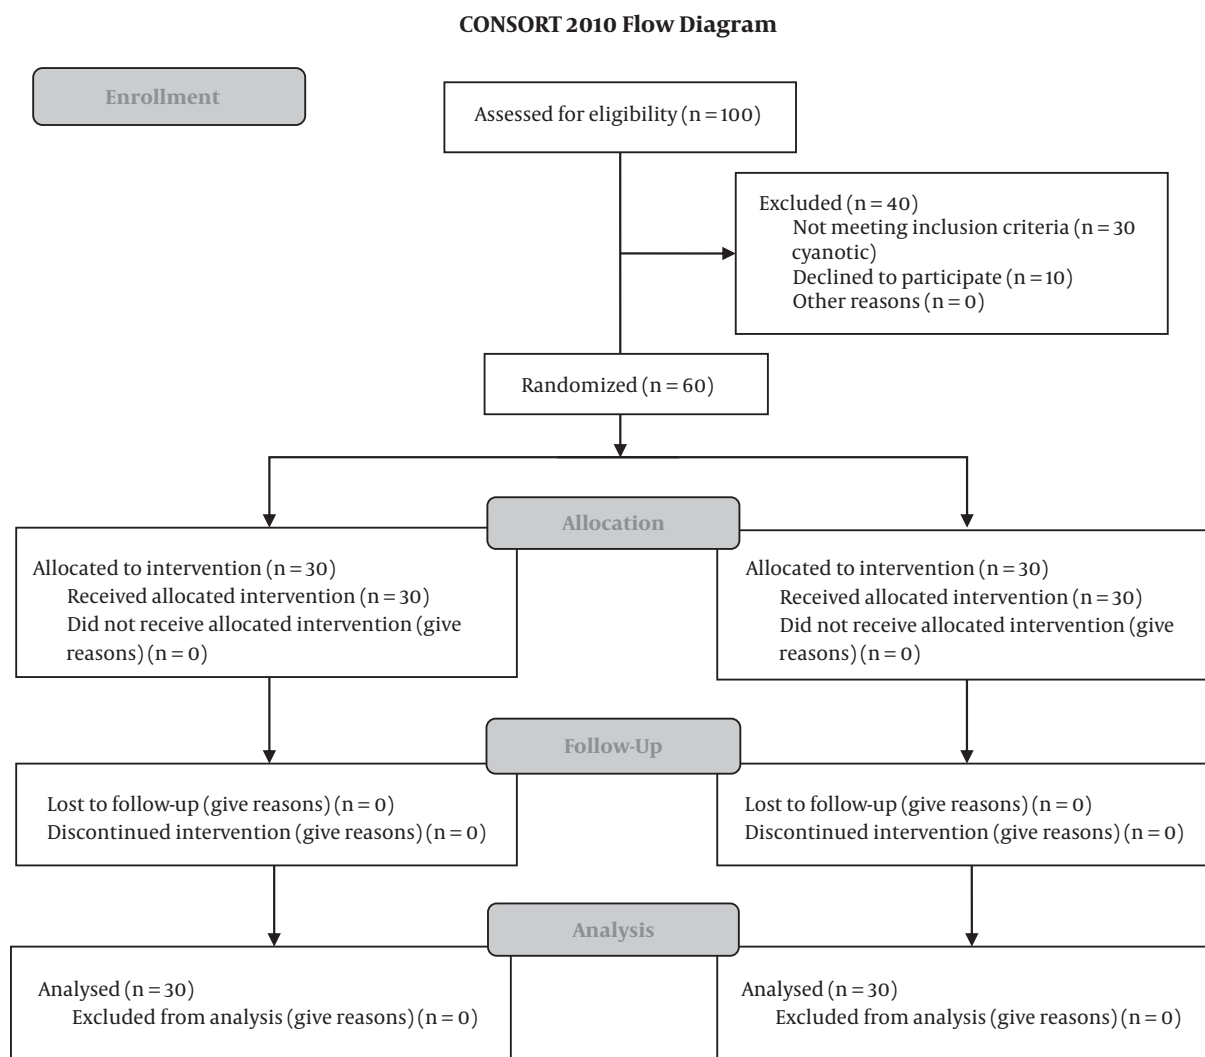 CONSORT 2010 Flow Diagram
Enrollment
Assessed for eligibility (n = 100)
Excluded (n = 40)
Not meeting inclusion criteria (n = 30
cyanotic)
Declined to participate (n = 10)
Other reasons (n = 0)
Randomized (n = 60)
Allocation
Allocated to intervention (n = 30)
Received allocated intervention (n = 30)
Did not receive allocated intervention (give
reasons) (n = 0)
Allocated to intervention (n = 30)
Received allocated intervention (n = 30)
Did not receive allocated intervention (give
reasons) (n = 0)
Follow-Up
Lost to follow-up (give reasons) (n = 0)
Discontinued intervention (give reasons) (n = 0)
Lost to follow-up (give reasons) (n = 0)
Discontinued intervention (give reasons) (n = 0)
Analysis
Analysed (n = 30)
Excluded from analysis (give reasons) (n = 0)
Analysed (n = 30)
Excluded from analysis (give reasons) (n = 0)